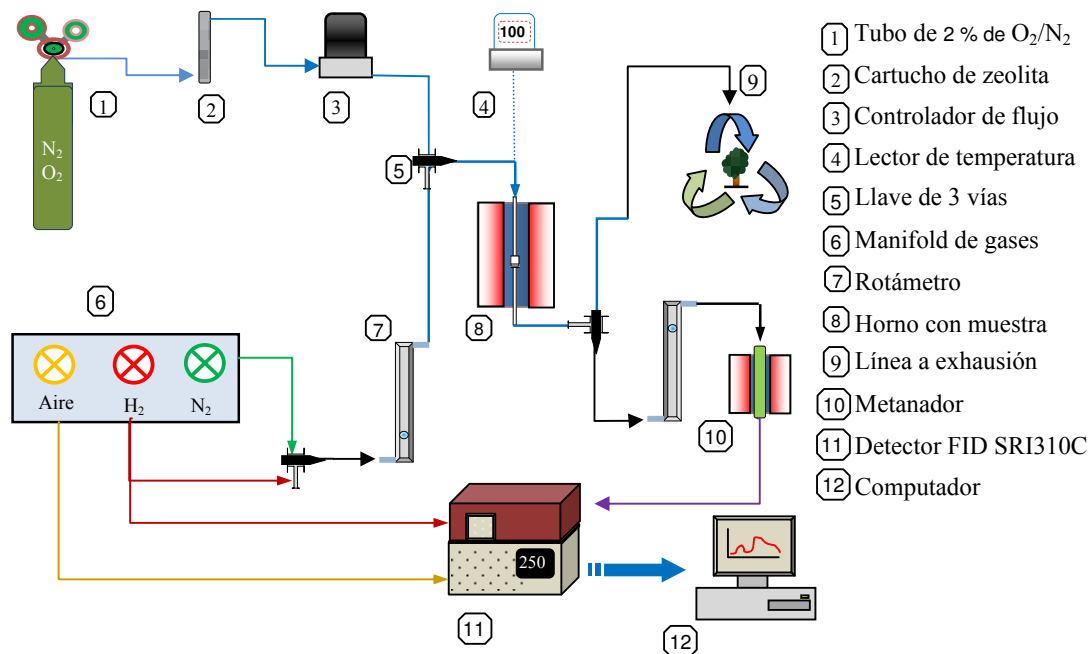 N₂
O₂
1
2
3
100
4
5
6
Aire
H₂
N₂
7
8
9
10
250
11
12
1 Tubo de 2 % de O₂/N₂
2 Cartucho de zeolita
3 Controlador de flujo
4 Lector de temperatura
5 Llave de 3 vías
6 Manifold de gases
7 Rotámetro
8 Horno con muestra
9 Línea a exhausión
10 Metanador
11 Detector FID SRI310C
12 Computador